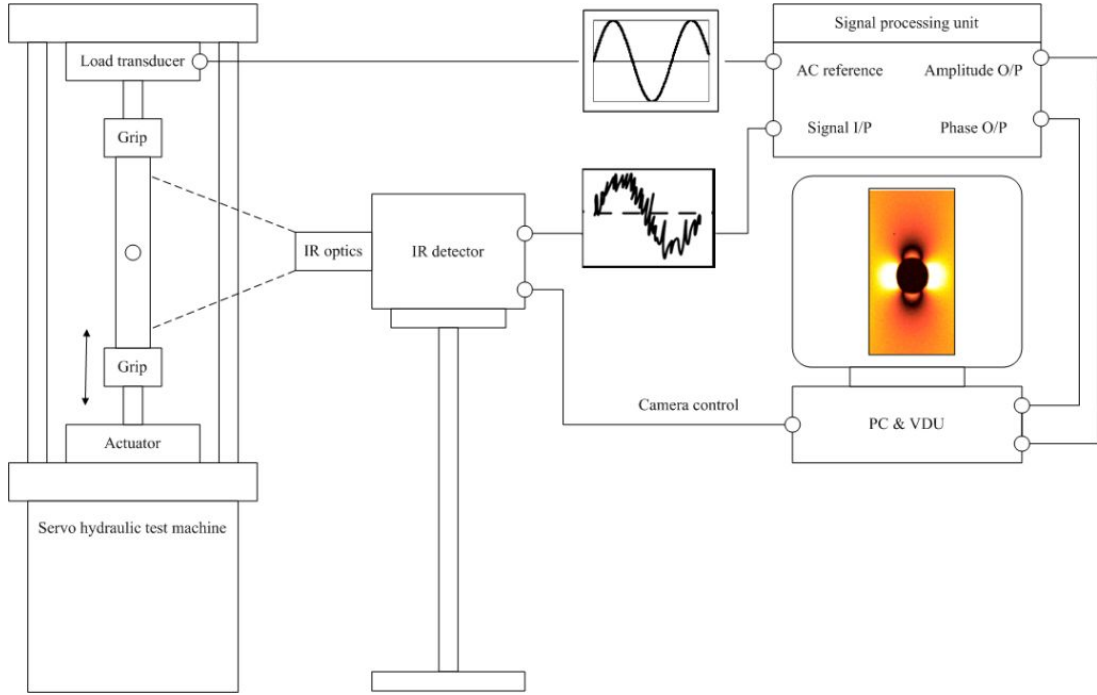 Load transducer
Grip
Grip
Actuator
Servo hydraulic test machine
IR optics
IR detector
Signal processing unit
AC reference
Amplitude O/P
Signal I/P
Phase O/P
Camera control
PC & VDU